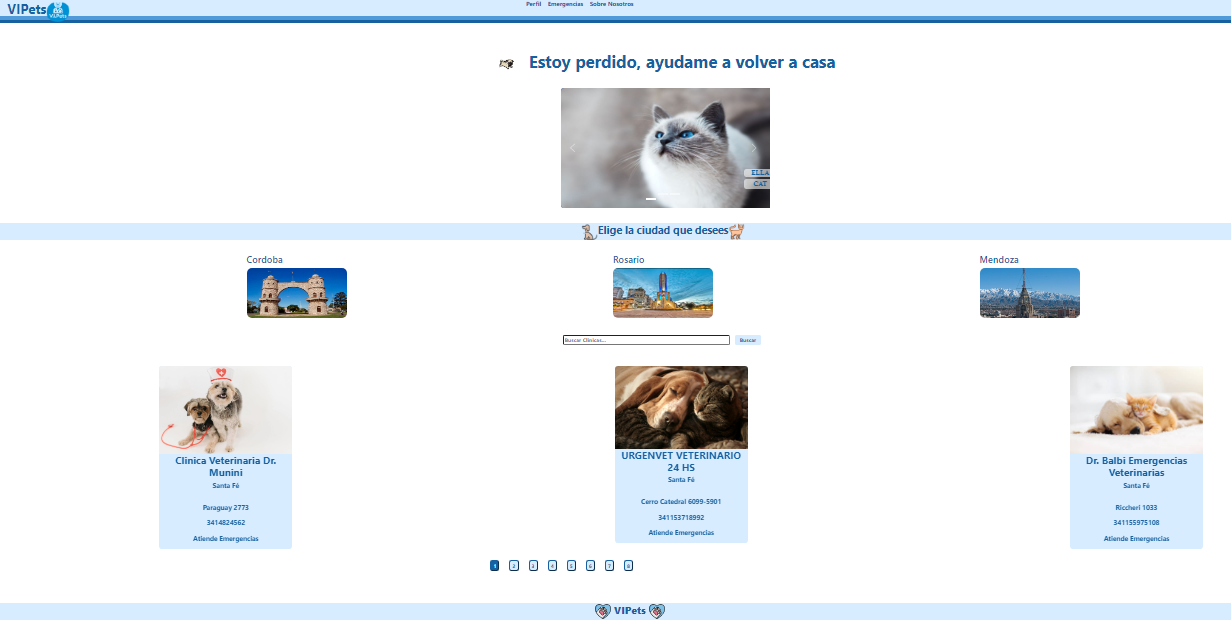 VIPets
VIPets
Perfil Emergencias Sobre Nosotros
Estoy perdido, ayudame a volver a casa
ELLA
CAT
Elige la ciudad que desees
Cordoba
Rosario
Mendoza
Buscar Clinicas...
Buscar
Clinica Veterinaria Dr.
Munini
Santa Fé
Paraguay 2773
3414824562
Atiende Emergencias
URGENVET VETERINARIO
24 HS
Santa Fé
Cerro Catedral 6099-5901
341153718992
Atiende Emergencias
Dr. Balbi Emergencias
Veterinarias
Santa Fé
Riccheri 1033
341155975108
Atiende Emergencias
1 2 3 4 5 6 7 8
VIPets